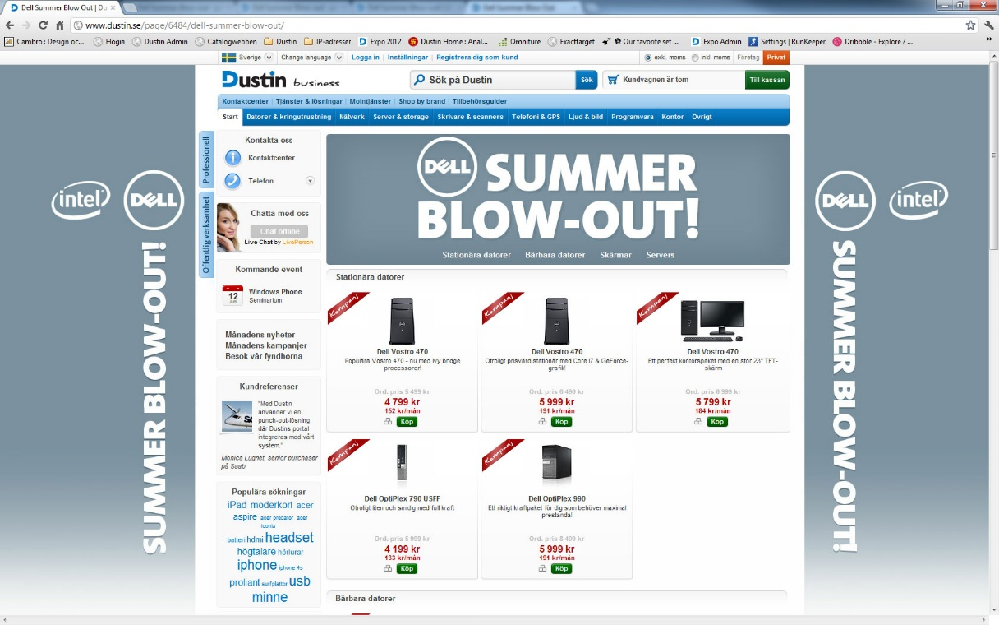 Dell Summer Blow Out | Du
www.dustin.se/page/6484/dell-summer-blow-out/
Cambro : Design oc... Hogia Dustin Admin Catalogwebben Dustin IP-adresser Expo 2012 Dustin Home : Anal... Omniture Exacttarget Our favorite set ... Expo Admin Settings | RunKeeper Dribbble - Explore / ...
Sverige Change language Logga in | Inställningar | Registrera dig som kund exkl. moms inkl. moms Företag Privat
Dustin business Sök på Dustin Sök Kundvagnen är tom Till kassan
Kontaktcenter | Tjänster & lösningar | Molntjänster | Shop by brand | Tillbehörsguider
Start Datorer & kringutrustning Nätverk Server & storage Skrivare & scanners Telefoni & GPS Ljud & bild Programvara Kontor Övrigt
Professionell
Offentlig verksamhet
intel DELL
SUMMER BLOW-OUT!
Kontakta oss
Kontaktcenter
Telefon
Chatta med oss
Chat offline
Live Chat by LivePerson
Kommande event
12
Juni
Windows Phone
Seminarium
Månadens nyheter
Månadens kampanjer
Besök vår fyndhörna
Kundreferenser
"Med Dustin
använder vi en
punch-out-lösning
där Dustins portal
integreras med vårt
system."
Monica Lugnet, senior purchaser
på Saab
Populära sökningar
iPad moderkort acer
aspire acer predator acer
iconia
batteri hdmi headset
högtalare hörlurar
iphone iphone 4s
proliant surfplattor usb
minne
DELL SUMMER
BLOW-OUT!
Stationära datorer Bärbara datorer Skärmar Servers
Stationära datorer
Kampanj
Dell Vostro 470
Populära Vostro 470 - nu med Ivy bridge
processorer!
Ord. pris 5 499 kr
4 799 kr
152 kr/mån
Köp
Kampanj
Dell Vostro 470
Otroligt prisvärd stationär med Core i7 & GeForce-
grafik!
Ord. pris 6 490 kr
5 999 kr
191 kr/mån
Köp
Kampanj
Dell Vostro 470
Ett perfekt kontorspaket med en stor 23" TFT-
skärm
Ord. pris 6 999 kr
5 799 kr
184 kr/mån
Köp
Kampanj
Dell OptiPlex 790 USFF
Otroligt liten och smidig med full kraft
Ord. pris 5 999 kr
4 199 kr
133 kr/mån
Köp
Kampanj
Dell OptiPlex 990
Ett riktigt kraftpaket för dig som behöver maximal
prestanda!
Ord. pris 8 499 kr
5 999 kr
191 kr/mån
Köp
Bärbara datorer
DELL intel
SUMMER BLOW-OUT!